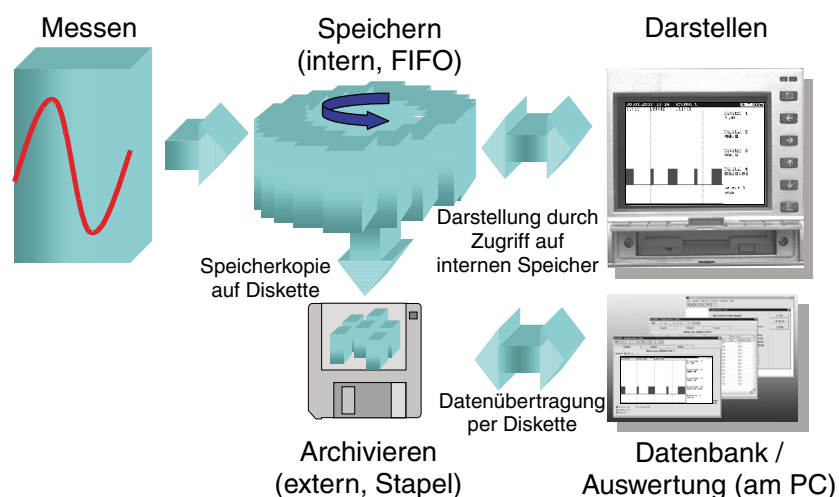 Messen
Speichern
(intern, FIFO)
Darstellen
Darstellung durch
Zugriff auf
internen Speicher
Speicherkopie
auf Diskette
Datenübertragung
per Diskette
Archivieren
(extern, Stapel)
Datenbank /
Auswertung (am PC)